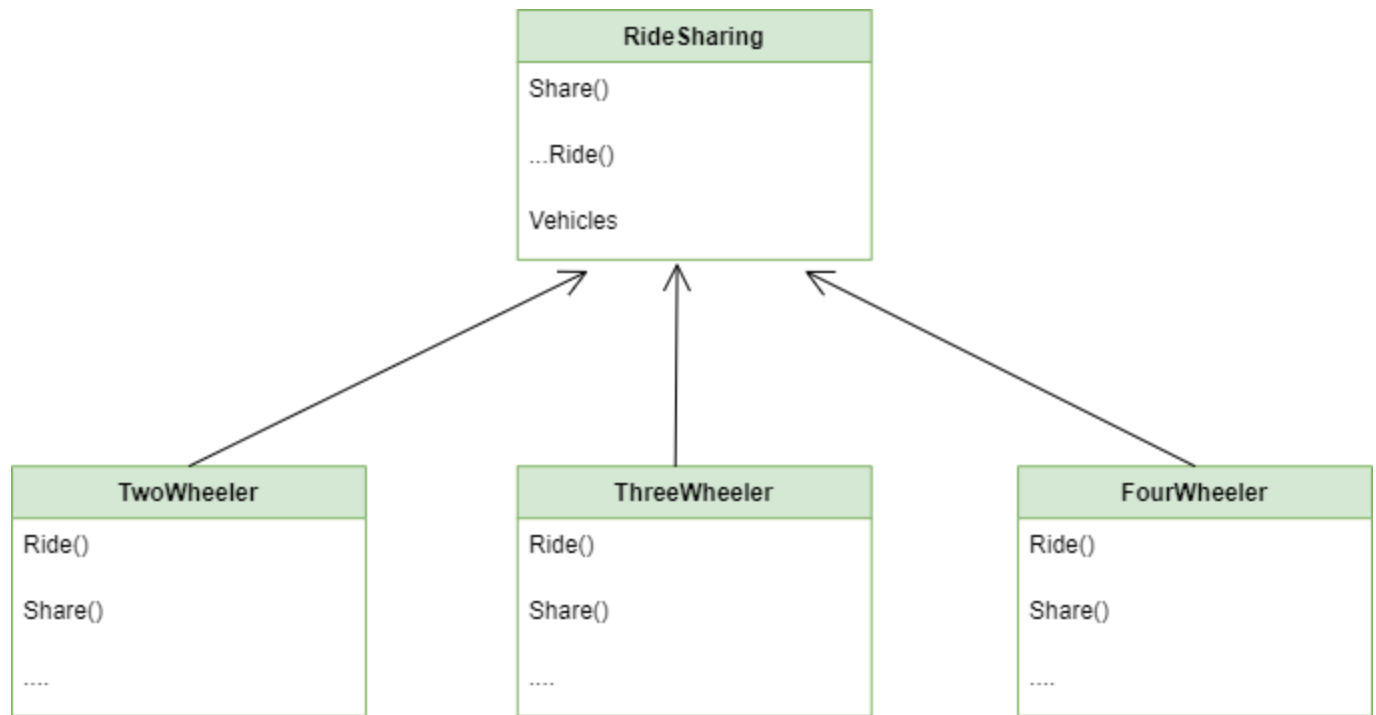 RideSharing
Share()
...Ride()
Vehicles
TwoWheeler
Ride()
Share()
....
ThreeWheeler
Ride()
Share()
....
FourWheeler
Ride()
Share()
....